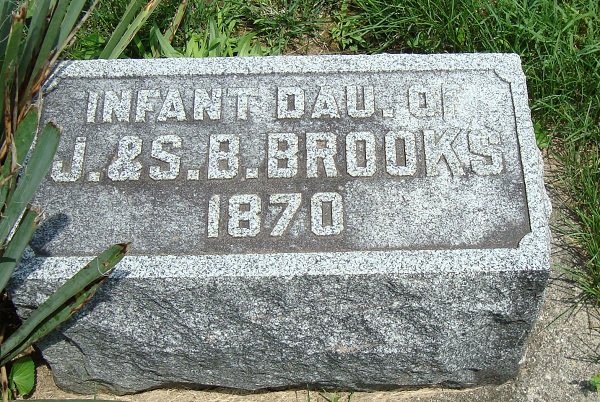 INFANT DAU. OF
J. & S. B. BROOKS
1870